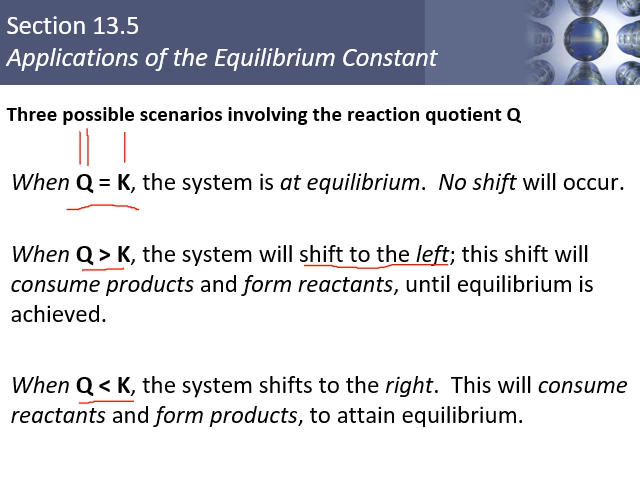 Section 13.5
Applications of the Equilibrium Constant
Three possible scenarios involving the reaction quotient Q
When Q = K, the system is at equilibrium. No shift will occur.
When Q > K, the system will shift to the left; this shift will
consume products and form reactants, until equilibrium is
achieved.
When Q < K, the system shifts to the right. This will consume
reactants and form products, to attain equilibrium.